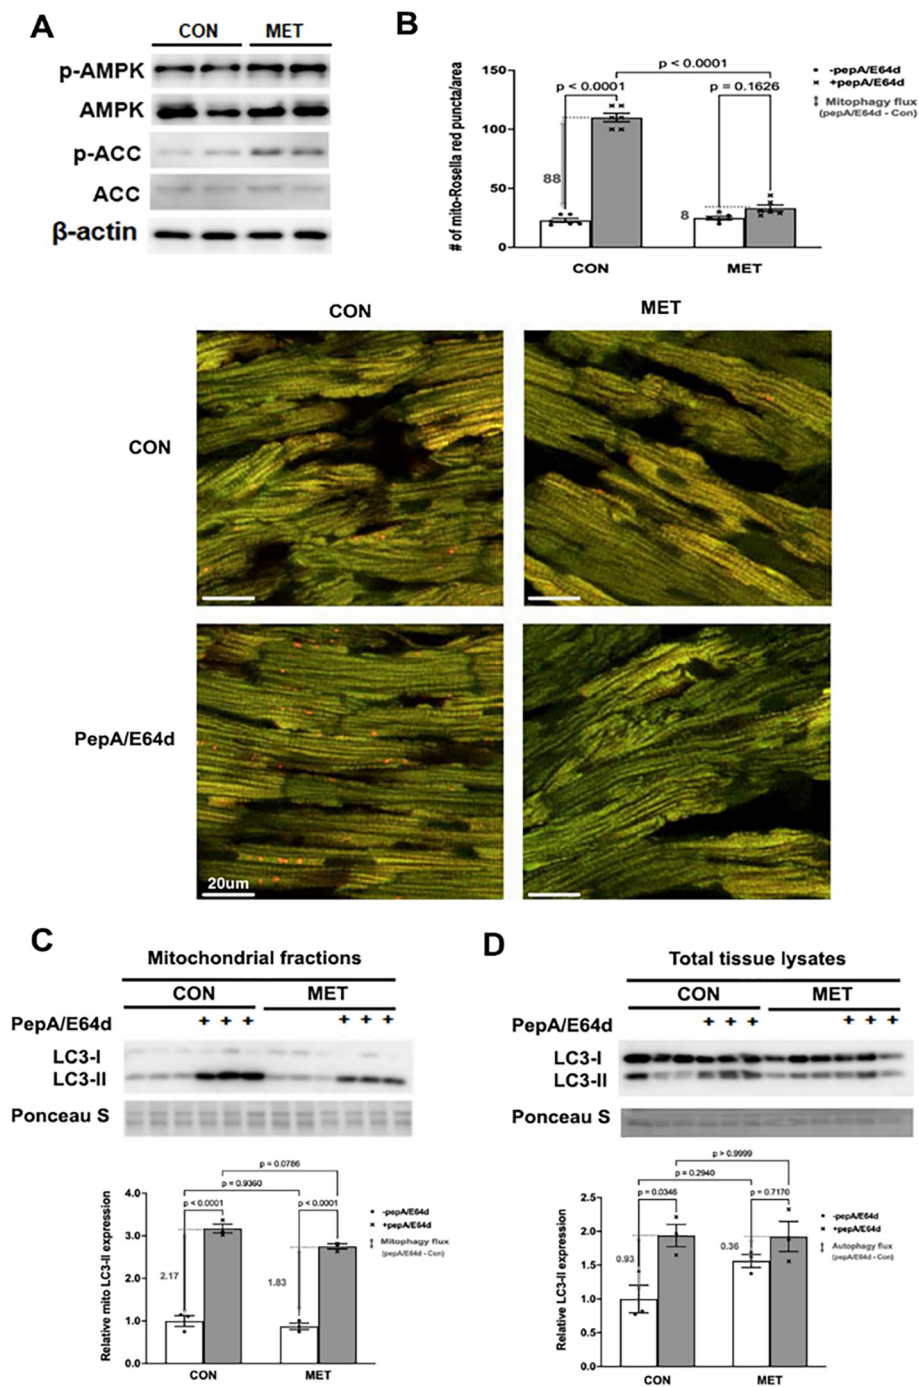 A
CON MET
p-AMPK
AMPK
p-ACC
ACC
β-actin
B
# of mito-Rosella red puncta/area
150
100
50
0
p < 0.0001
p < 0.0001
p = 0.1626
88
8
CON MET
-pepA/E64d
+pepA/E64d
Mitophagy flux
(pepA/E64d - Con)
CON MET
CON
PepA/E64d
20um
C
Mitochondrial fractions
CON MET
PepA/E64d + + + + + +
LC3-I
LC3-II
Ponceau S
Relative mito LC3-II expression
4.0
3.0
2.0
1.0
0.0
p = 0.0786
p = 0.9360
p < 0.0001
p <0.0001
2.17
1.83
CON MET
-pepA/E64d
+pepA/E64d
Mitophagy flux
(pepA/E64d - Con)
D
Total tissue lysates
CON MET
PepA/E64d + + + + + +
LC3-I
LC3-II
Ponceau S
Relative LC3-II expression
2.5
2.0
1.5
1.0
0.5
0.0
p > 0.9999
p = 0.2940
p = 0.0346
p = 0.7170
0.93
0.36
CON MET
-pepA/E64d
+pepA/E64d
Autophagy flux
(pepA/E64d - Con)